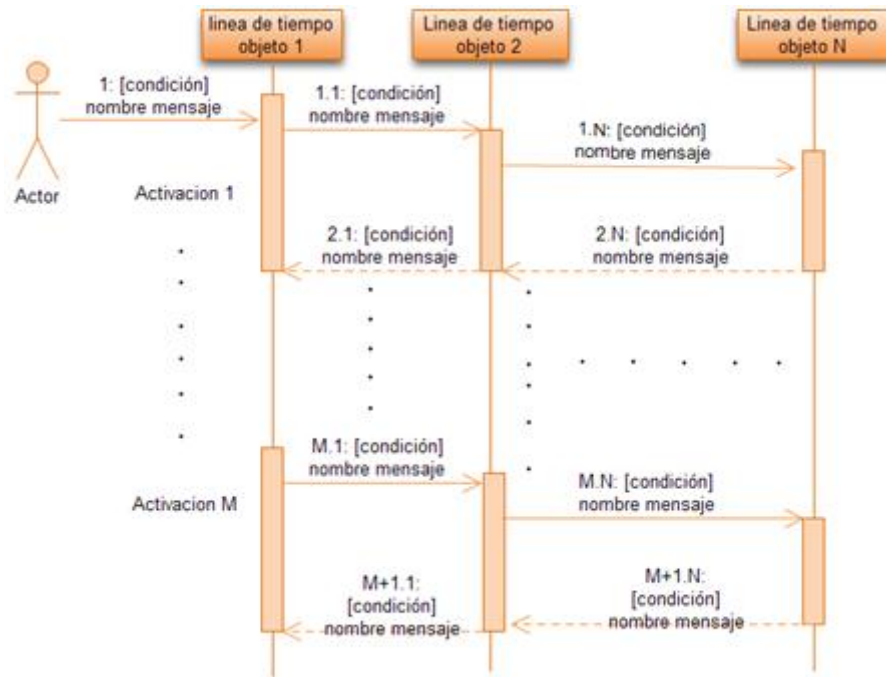 linea de tiempo
objeto 1
Linea de tiempo
objeto 2
Linea de tiempo
objeto N
1: [condición]
nombre mensaje
1.1: [condición]
nombre mensaje
1.N: [condición]
nombre mensaje
Actor
Activacion 1
2.1: [condición]
nombre mensaje
2.N: [condición]
nombre mensaje
M.1: [condición]
nombre mensaje
Activacion M
M.N: [condición]
nombre mensaje
M+1.1:
[condición]
nombre mensaje
M+1.N:
[condición]
nombre mensaje